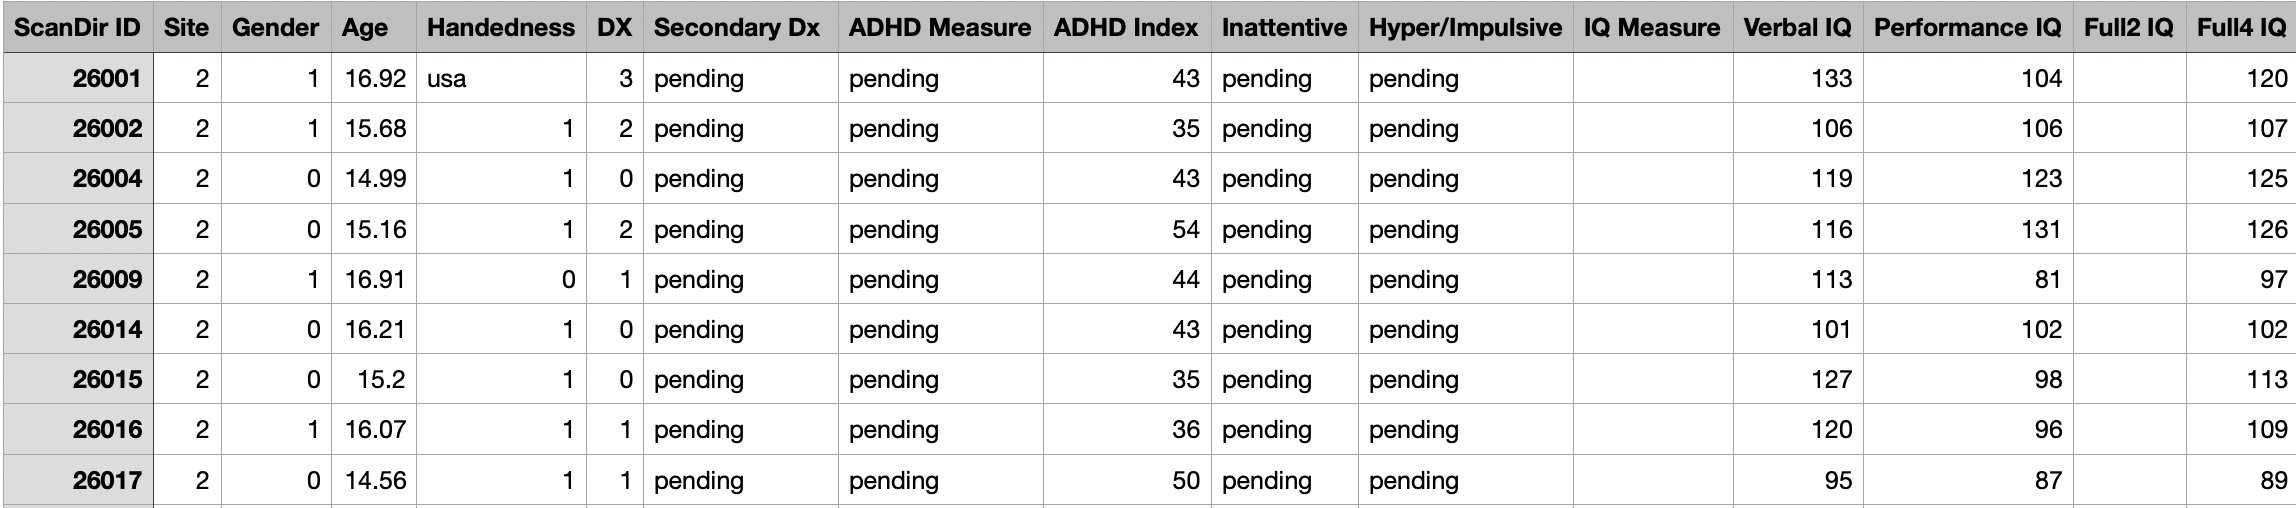 ScanDir ID Site Gender Age Handedness DX Secondary Dx ADHD Measure ADHD Index Inattentive Hyper/Impulsive IQ Measure Verbal IQ Performance IQ Full2 IQ Full4 IQ
26001 2 1 16.92 usa 3 pending pending 43 pending pending 133 104 120
26002 2 1 15.68 1 2 pending pending 35 pending pending 106 106 107
26004 2 0 14.99 1 0 pending pending 43 pending pending 119 123 125
26005 2 0 15.16 1 2 pending pending 54 pending pending 116 131 126
26009 2 1 16.91 0 1 pending pending 44 pending pending 113 81 97
26014 2 0 16.21 1 0 pending pending 43 pending pending 101 102 102
26015 2 0 15.2 1 0 pending pending 35 pending pending 127 98 113
26016 2 1 16.07 1 1 pending pending 36 pending pending 120 96 109
26017 2 0 14.56 1 1 pending pending 50 pending pending 95 87 89